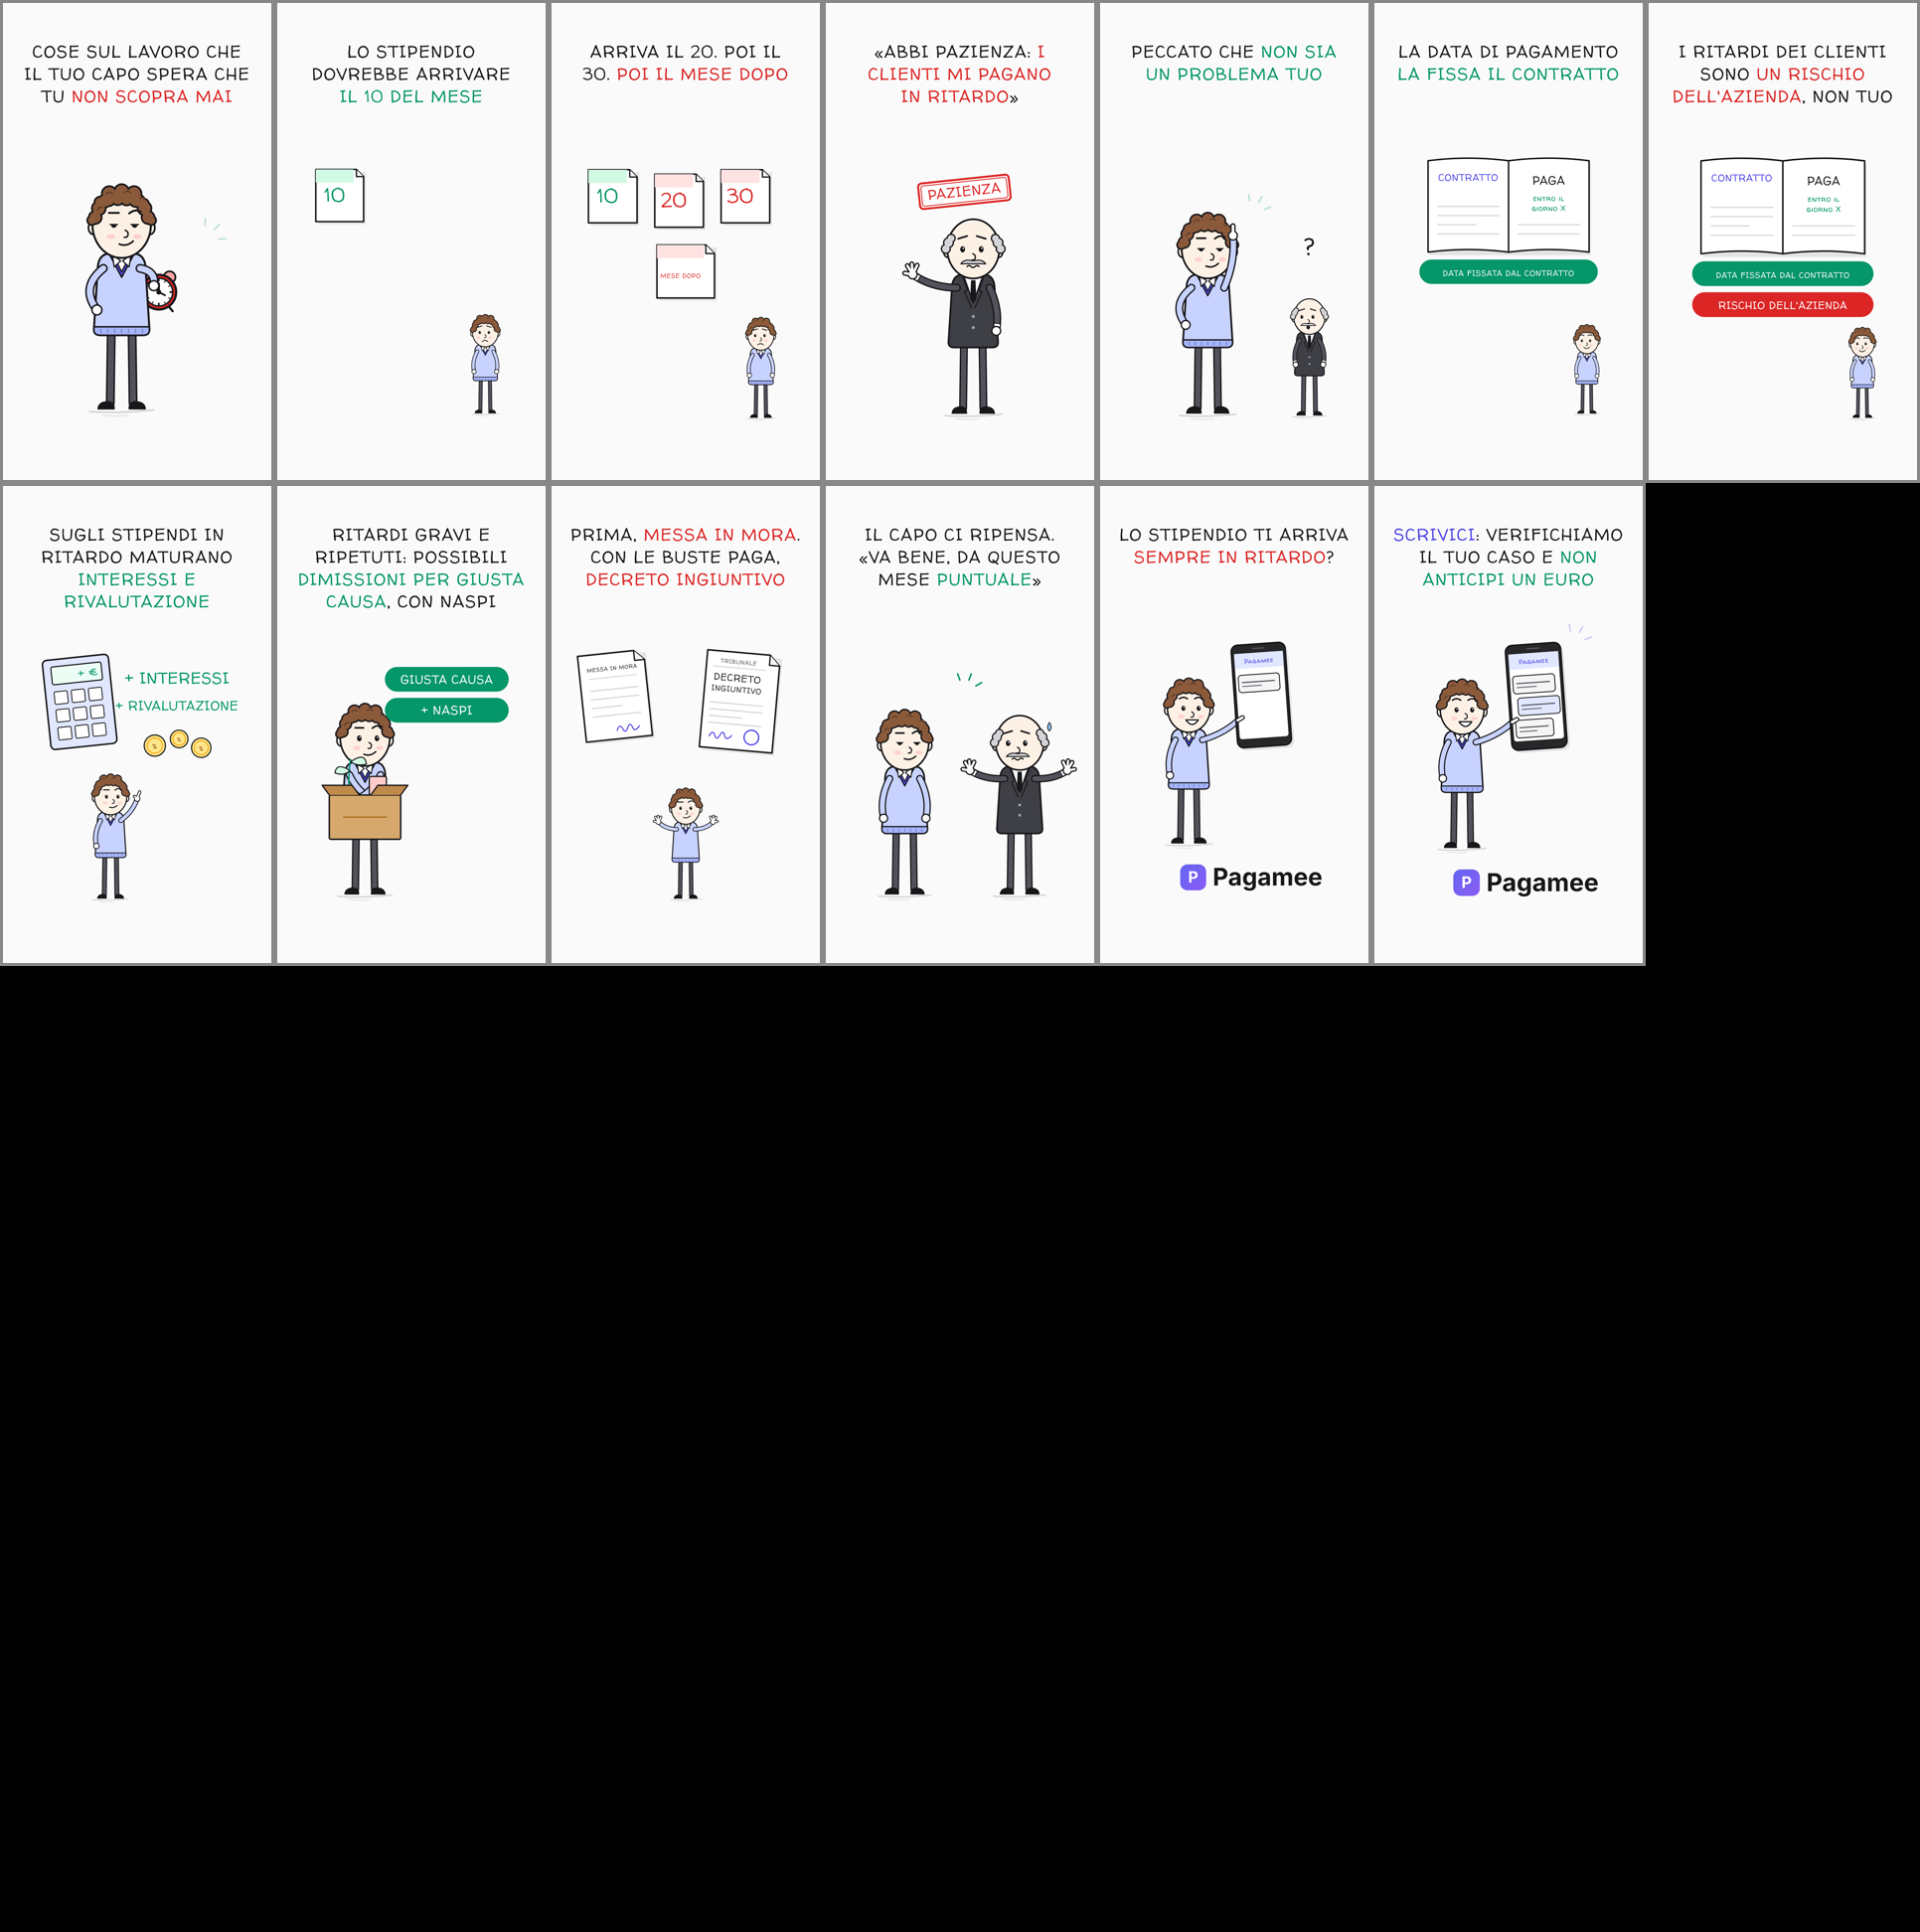 COSE SUL LAVORO CHE
IL TUO CAPO SPERA CHE
TU NON SCOPRA MAI
LO STIPENDIO
DOVREBBE ARRIVARE
IL 10 DEL MESE
10
ARRIVA IL 20. POI IL
30. POI IL MESE DOPO
10
20
30
MESE DOPO
«ABBI PAZIENZA: I
CLIENTI MI PAGANO
IN RITARDO»
PAZIENZA
PECCATO CHE NON SIA
UN PROBLEMA TUO
?
LA DATA DI PAGAMENTO
LA FISSA IL CONTRATTO
CONTRATTO
PAGA
ENTRO IL
GIORNO X
DATA FISSATA DAL CONTRATTO
I RITARDI DEI CLIENTI
SONO UN RISCHIO
DELL'AZIENDA, NON TUO
CONTRATTO
PAGA
ENTRO IL
GIORNO X
DATA FISSATA DAL CONTRATTO
RISCHIO DELL'AZIENDA
SUGLI STIPENDI IN
RITARDO MATURANO
INTERESSI E
RIVALUTAZIONE
+ €
+ INTERESSI
+ RIVALUTAZIONE
RITARDI GRAVI E
RIPETUTI: POSSIBILI
DIMISSIONI PER GIUSTA
CAUSA, CON NASPI
GIUSTA CAUSA
+ NASPI
PRIMA, MESSA IN MORA.
CON LE BUSTE PAGA,
DECRETO INGIUNTIVO
MESSA IN MORA
TRIBUNALE
DECRETO
INGIUNTIVO
IL CAPO CI RIPENSA.
«VA BENE, DA QUESTO
MESE PUNTUALE»
LO STIPENDIO TI ARRIVA
SEMPRE IN RITARDO?
PAGAMEE
P Pagamee
SCRIVICI: VERIFICHIAMO
IL TUO CASO E NON
ANTICIPI UN EURO
PAGAMEE
P Pagamee